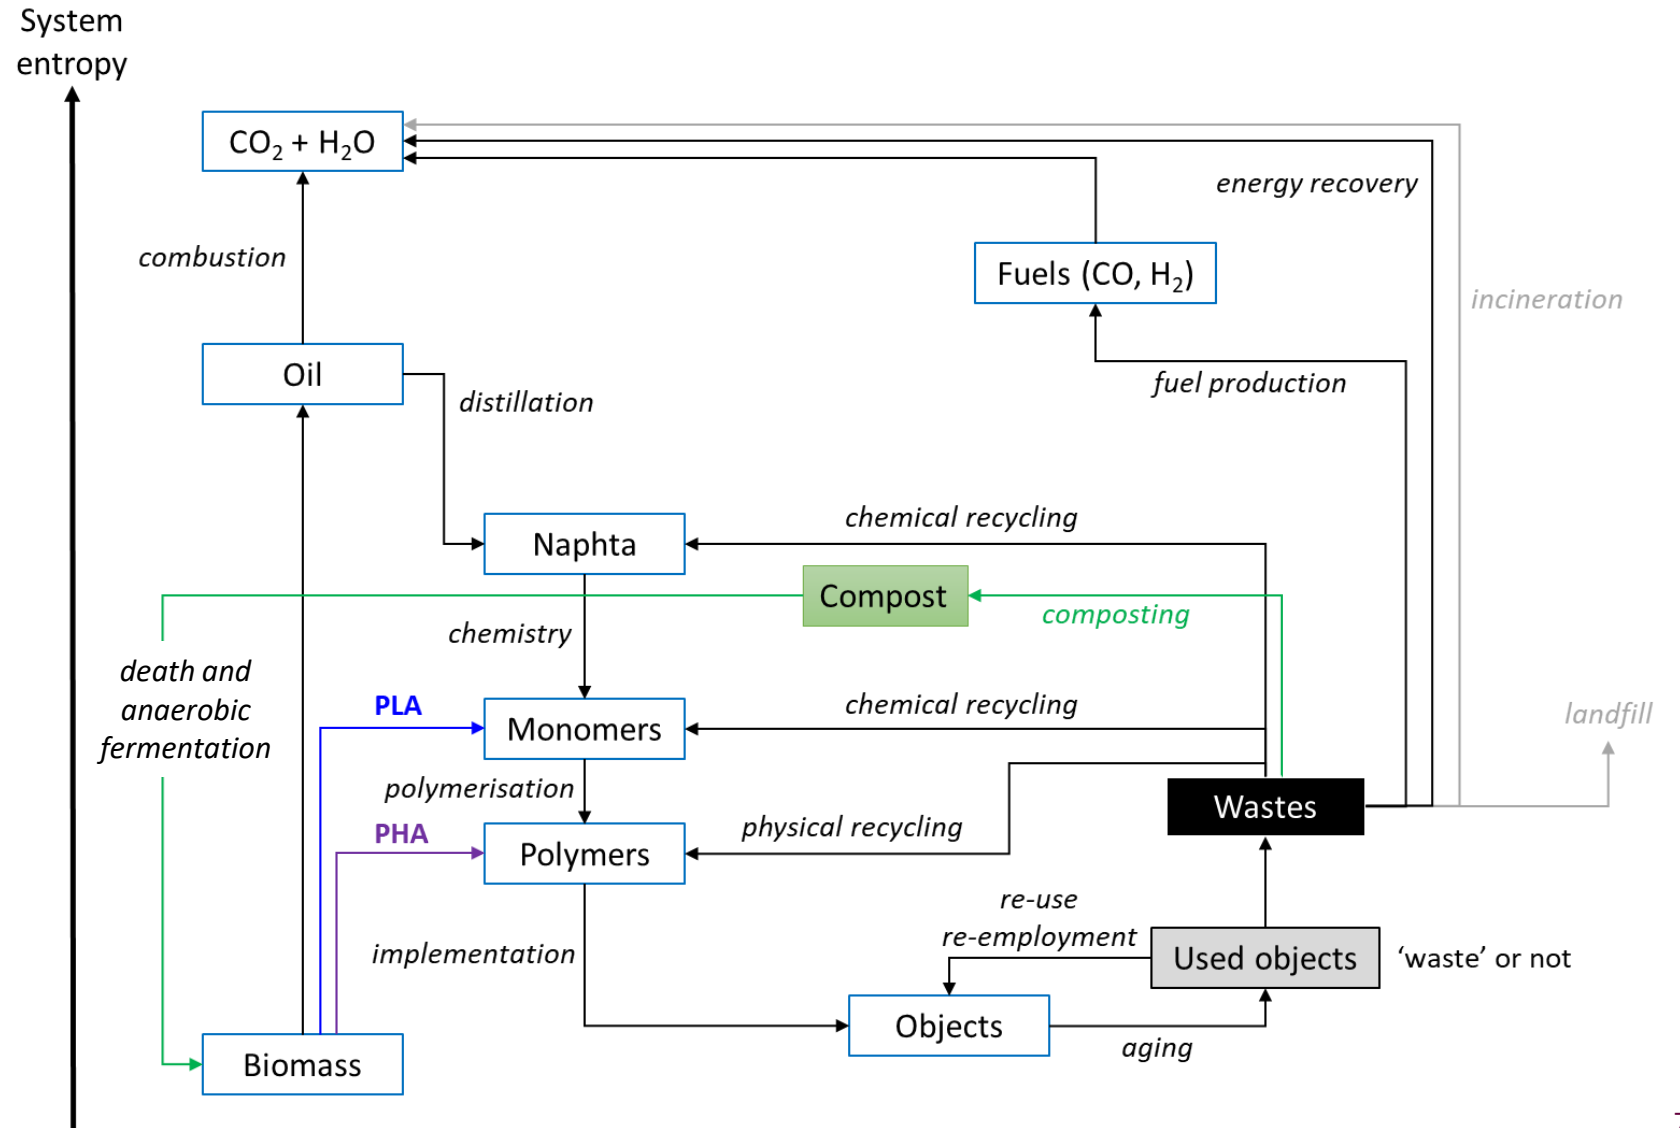 System
entropy
CO₂ + H₂O
energy recovery
combustion
Fuels (CO, H₂)
incineration
Oil
fuel production
distillation
chemical recycling
Naphta
Compost
composting
chemistry
death and
anaerobic
fermentation
PLA
chemical recycling
landfill
Monomers
polymerisation
Wastes
PHA
physical recycling
Polymers
re-use
re-employment
implementation
Used objects
‘waste’ or not
Objects
aging
Biomass